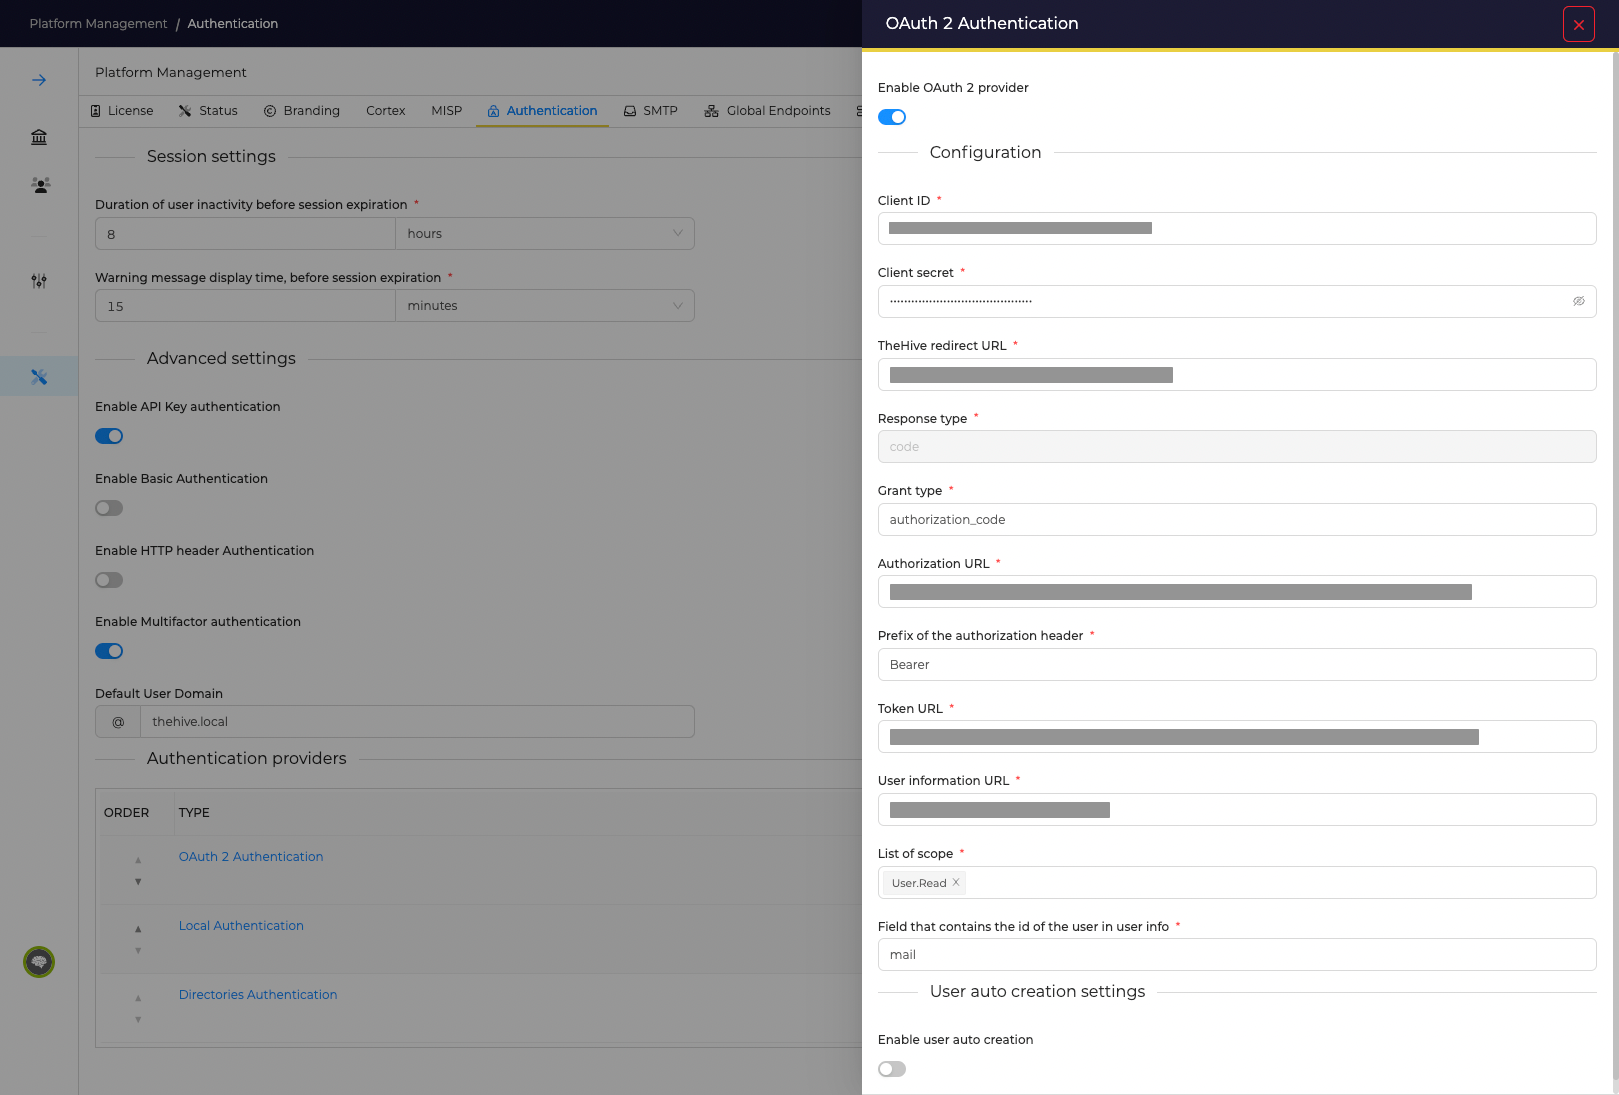 Platform Management / Authentication
Platform Management
License
Status
Branding
Cortex
MISP
Authentication
SMTP
Global Endpoints
Session settings
Duration of user inactivity before session expiration *
8
hours
Warning message display time, before session expiration *
15
minutes
Advanced settings
Enable API Key authentication
Enable Basic Authentication
Enable HTTP header Authentication
Enable Multifactor authentication
Default User Domain
@
thehive.local
Authentication providers
ORDER
TYPE
OAuth 2 Authentication
Local Authentication
Directories Authentication
OAuth 2 Authentication
Enable OAuth 2 provider
Configuration
Client ID *
Client secret *
TheHive redirect URL *
Response type *
code
Grant type *
authorization_code
Authorization URL *
Prefix of the authorization header *
Bearer
Token URL *
User information URL *
List of scope *
User.Read
Field that contains the id of the user in user info *
mail
User auto creation settings
Enable user auto creation